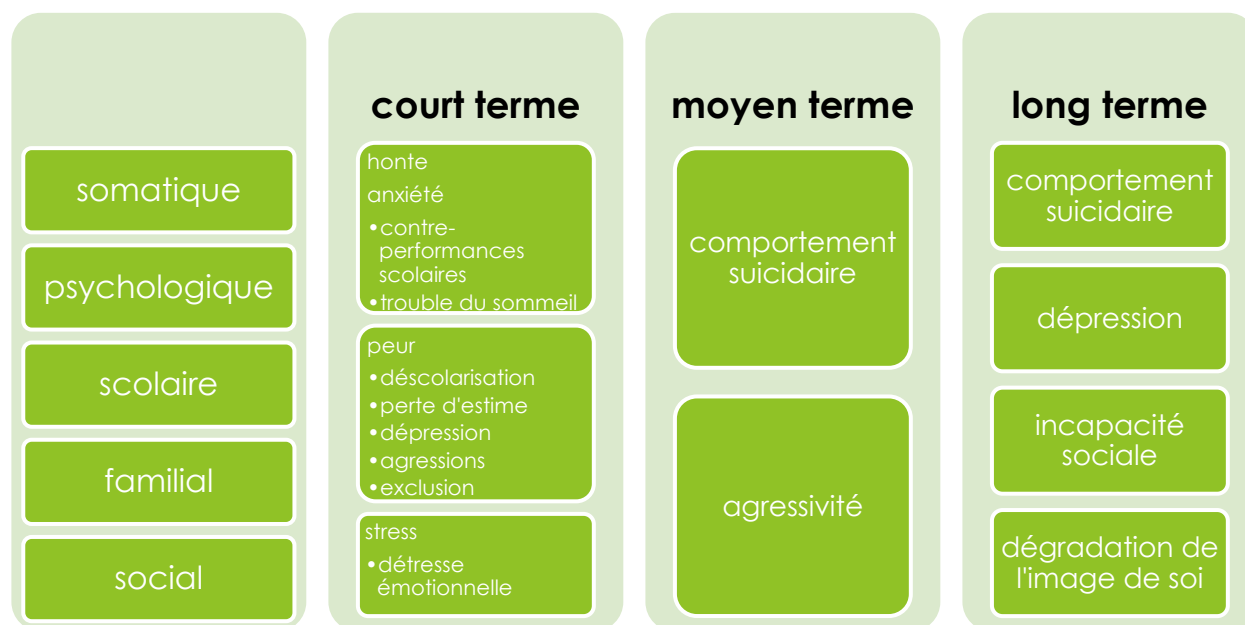 somatique
psychologique
scolaire
familial
social
court terme
honte
anxiété
•contre-
performances
scolaires
•trouble du sommeil
peur
•déscolarisation
•perte d'estime
•dépression
•agressions
•exclusion
stress
•détresse
émotionnelle
moyen terme
comportement
suicidaire
agressivité
long terme
comportement
suicidaire
dépression
incapacité
sociale
dégradation de
l'image de soi